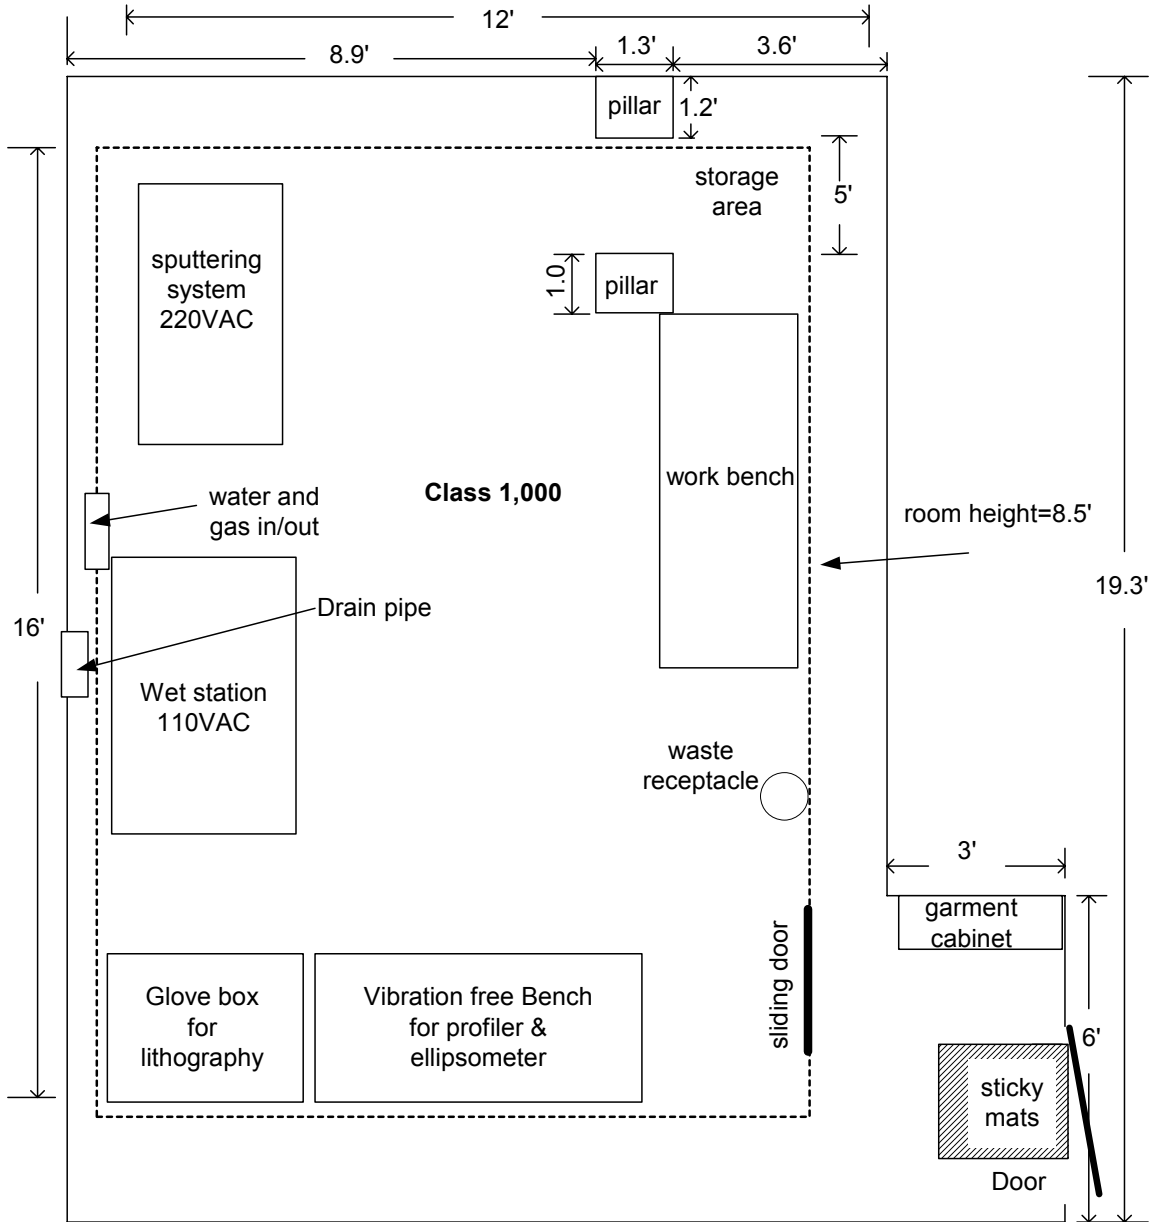 12'
8.9'
1.3'
3.6'
pillar
1.2'
storage
area
5'
sputtering
system
220VAC
1.0
pillar
work bench
Class 1,000
water and
gas in/out
room height=8.5'
19.3'
16'
Drain pipe
Wet station
110VAC
waste
receptacle
3'
garment
cabinet
sliding door
Glove box
for
lithography
Vibration free Bench
for profiler &
ellipsometer
6'
sticky
mats
Door